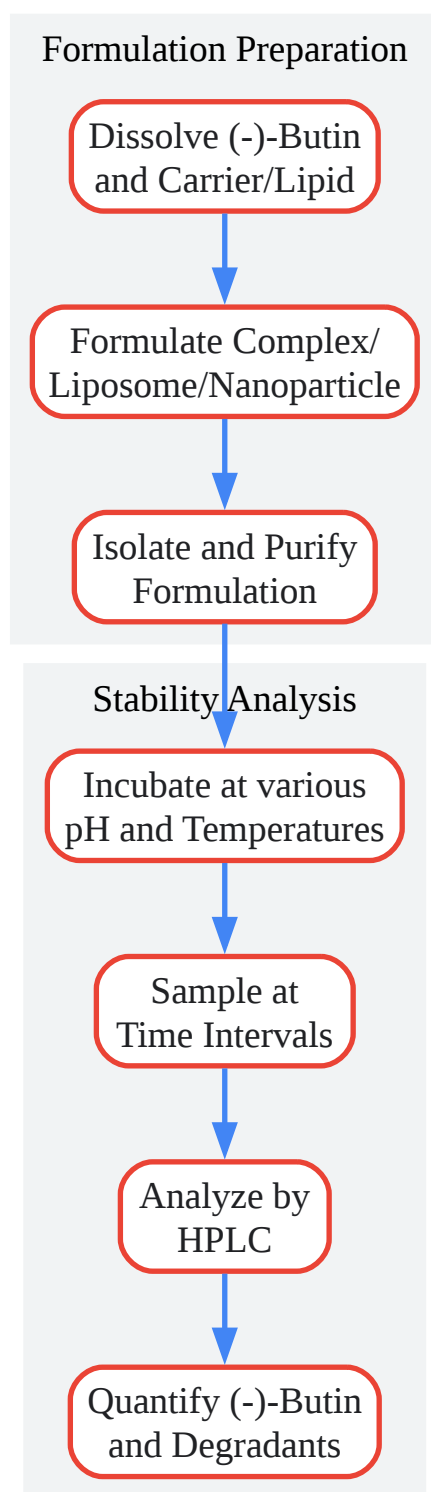 Formulation Preparation
Dissolve (-)-Butin
and Carrier/Lipid
Formulate Complex/
Liposome/Nanoparticle
Isolate and Purify
Formulation
Stability Analysis
Incubate at various
pH and Temperatures
Sample at
Time Intervals
Analyze by
HPLC
Quantify (-)-Butin
and Degradants